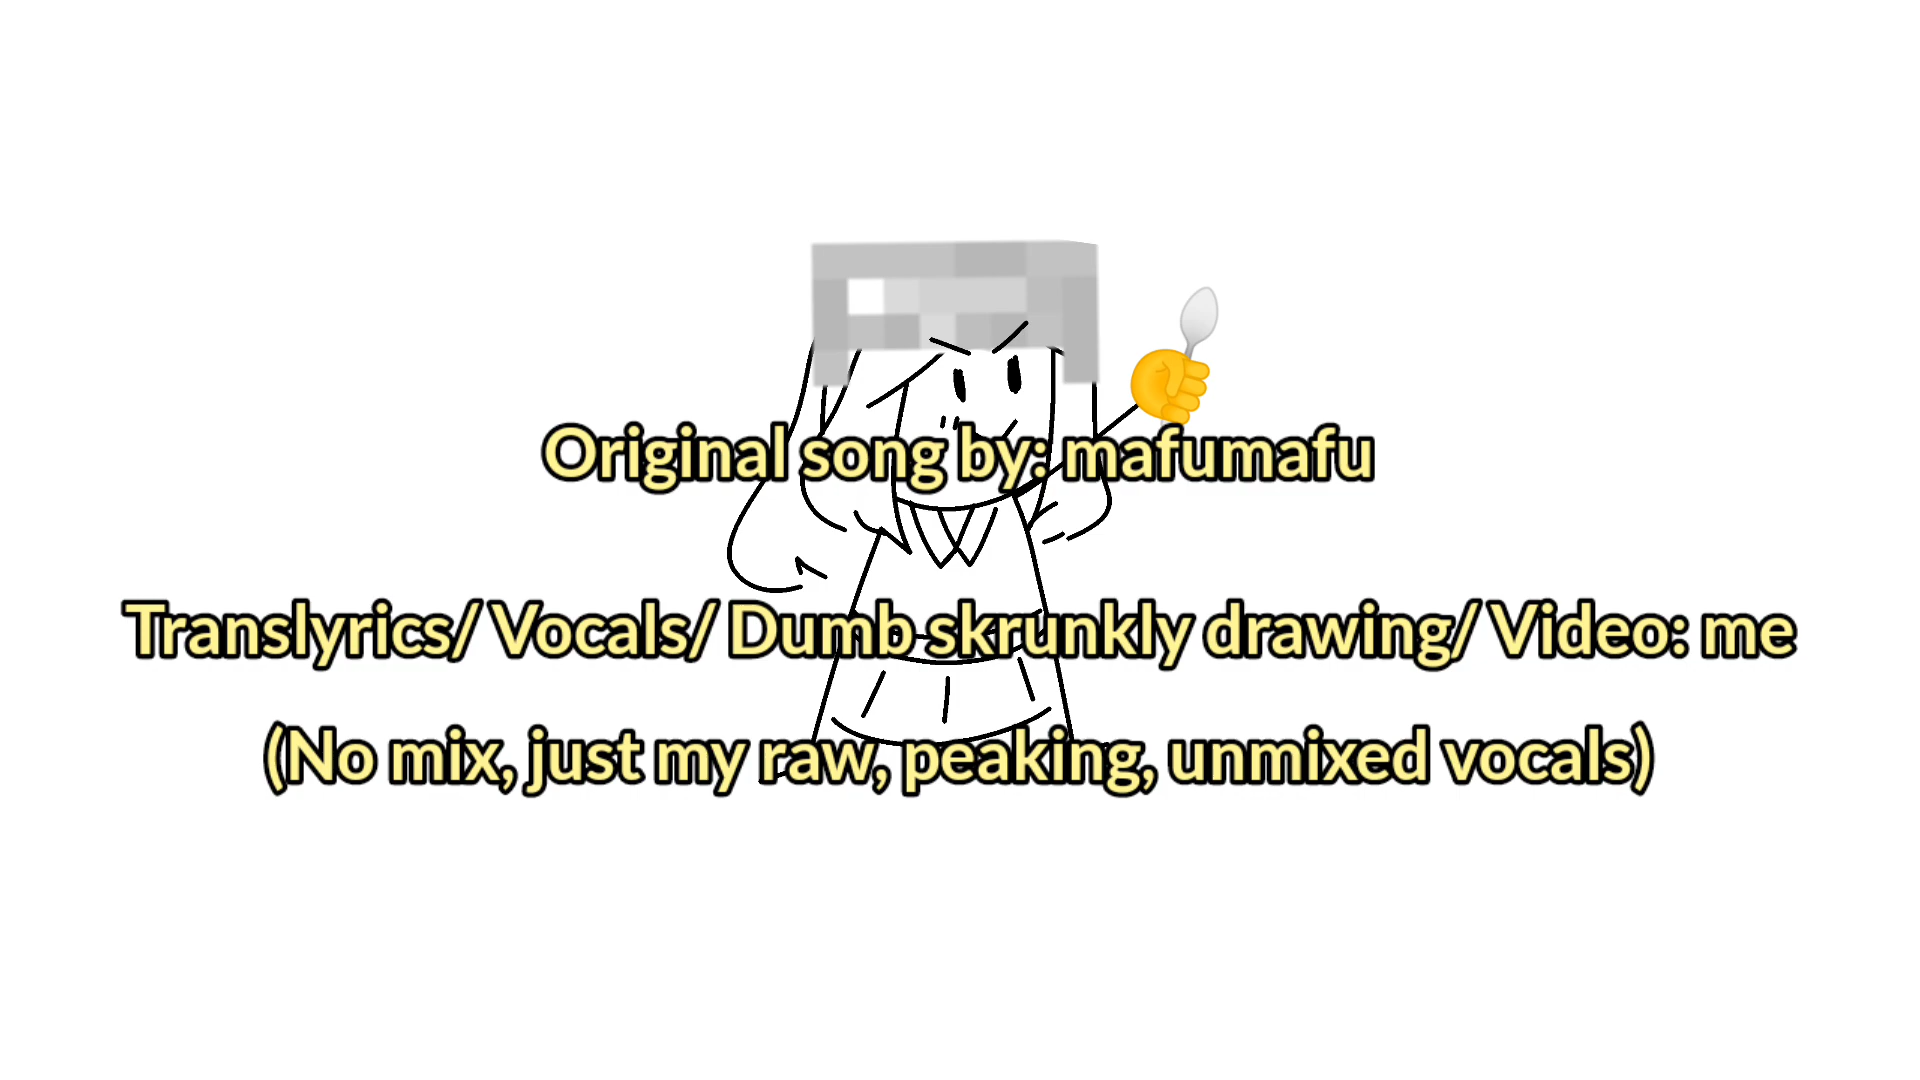 Original song by: mafumafu
Translyrics/ Vocals/ Dumb skrunkly drawing/ Video: me
(No mix, just my raw, peaking, unmixed vocals)